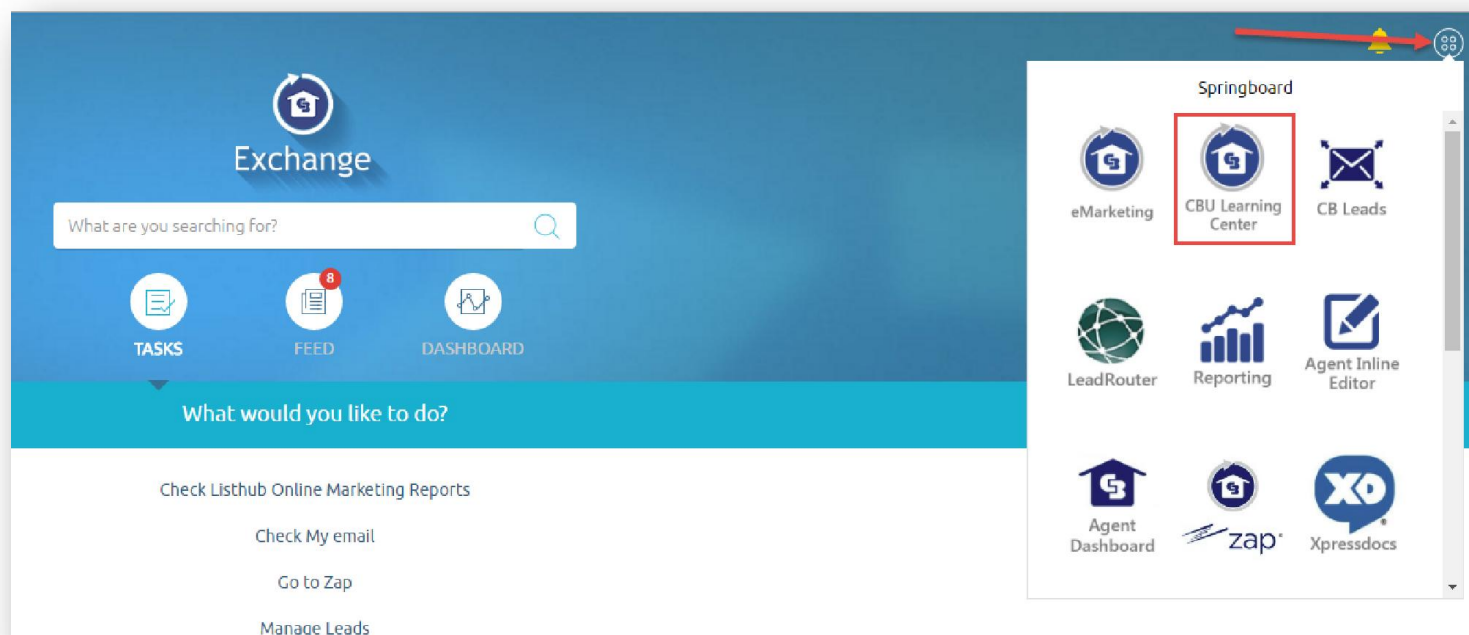 Exchange
What are you searching for?
TASKS
8
FEED
DASHBOARD
What would you like to do?
Check Listhub Online Marketing Reports
Check My email
Go to Zap
Manage Leads
Springboard
eMarketing
CBU Learning
Center
CB Leads
LeadRouter
Reporting
Agent Inline
Editor
Agent
Dashboard
zap
XD
Xpressdocs